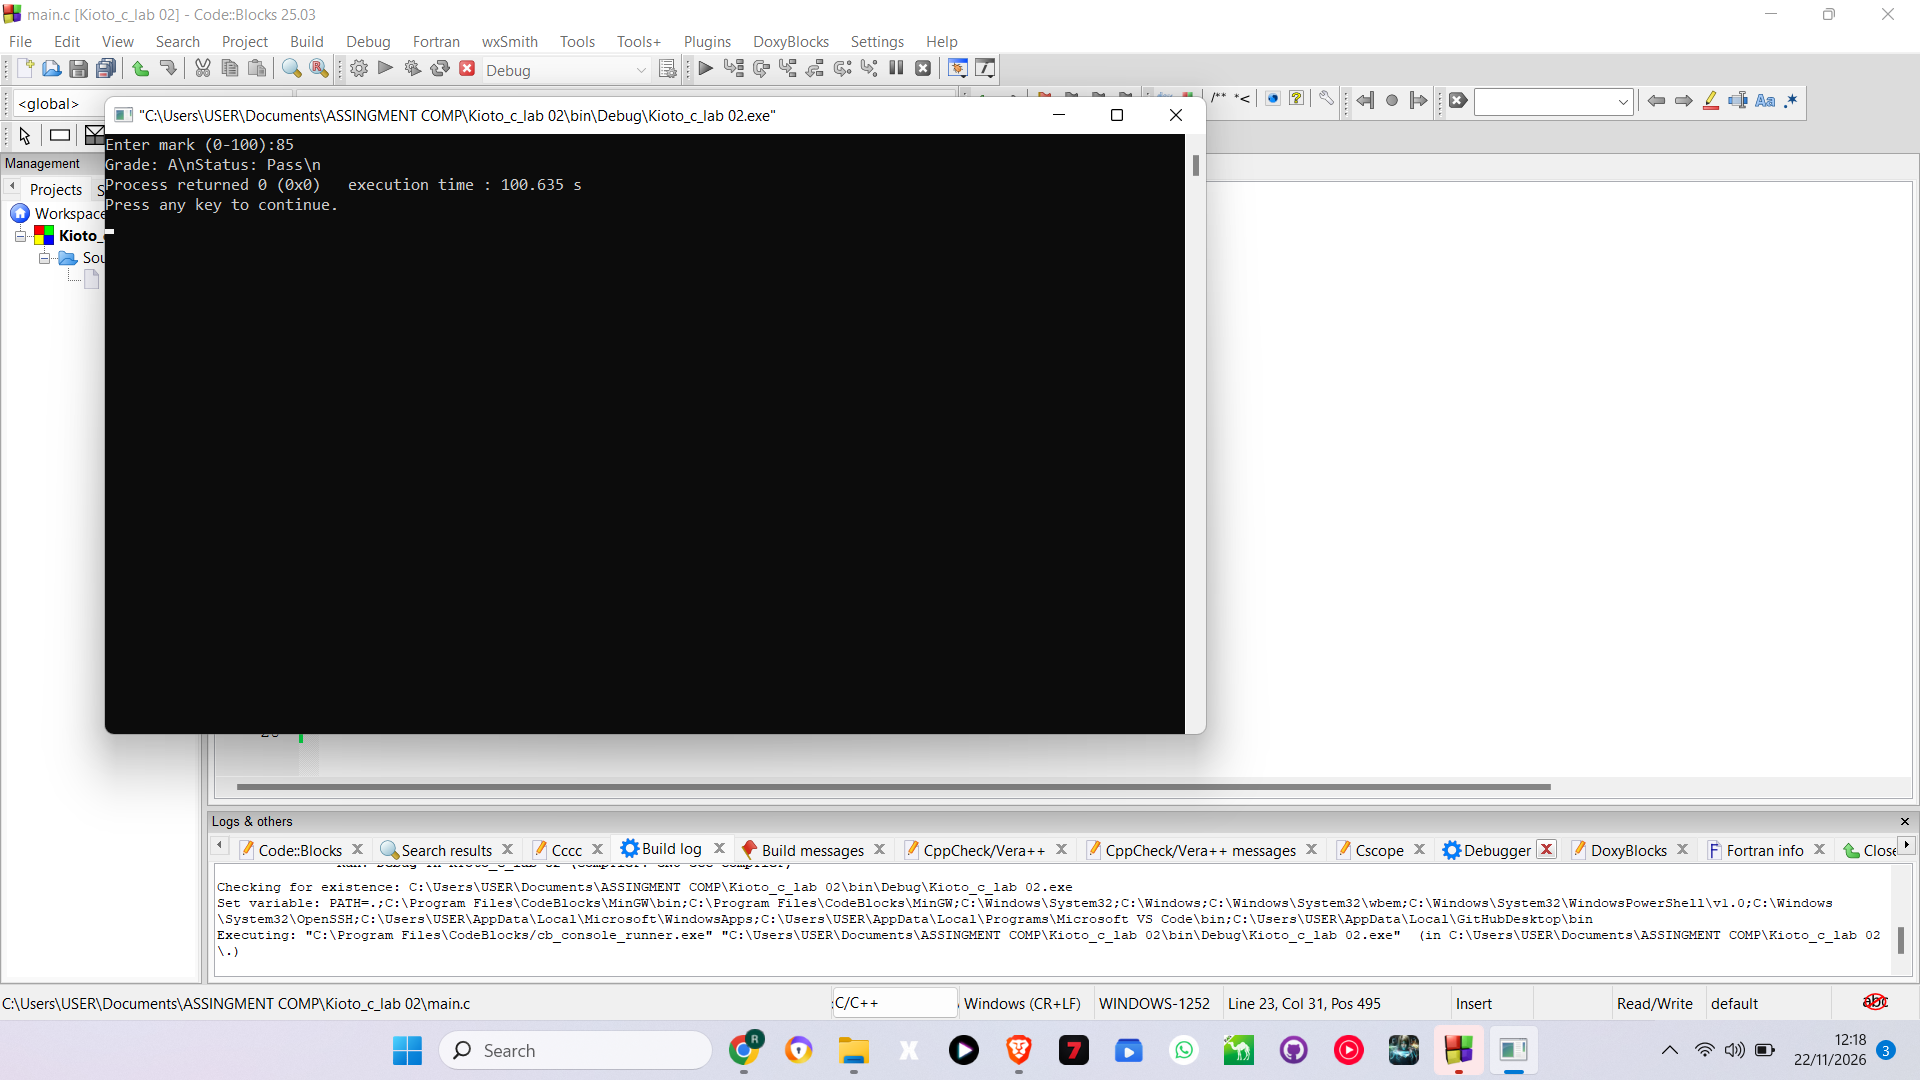 main.c [Kioto_c_lab 02] - Code::Blocks 25.03
File Edit View Search Project Build Debug Fortran wxSmith Tools Tools+ Plugins DoxyBlocks Settings Help
Debug
<global>
/** *<
Aa .*
"C:\Users\USER\Documents\ASSINGMENT COMP\Kioto_c_lab 02\bin\Debug\Kioto_c_lab 02.exe"
Enter mark (0-100):85
Grade: A\nStatus: Pass\n
Process returned 0 (0x0)   execution time : 100.635 s
Press any key to continue.
Management
Projects S
Workspace
Kioto_
Sou
Logs & others
Code::Blocks Search results Cccc Build log Build messages CppCheck/Vera++ CppCheck/Vera++ messages Cscope Debugger DoxyBlocks Fortran info Close
Checking for existence: C:\Users\USER\Documents\ASSINGMENT COMP\Kioto_c_lab 02\bin\Debug\Kioto_c_lab 02.exe
Set variable: PATH=.;C:\Program Files\CodeBlocks\MinGW\bin;C:\Program Files\CodeBlocks\MinGW;C:\Windows\System32;C:\Windows;C:\Windows\System32\wbem;C:\Windows\System32\WindowsPowerShell\v1.0;C:\Windows
\System32\OpenSSH;C:\Users\USER\AppData\Local\Microsoft\WindowsApps;C:\Users\USER\AppData\Local\Programs\Microsoft VS Code\bin;C:\Users\USER\AppData\Local\GitHubDesktop\bin
Executing: "C:\Program Files\CodeBlocks/cb_console_runner.exe" "C:\Users\USER\Documents\ASSINGMENT COMP\Kioto_c_lab 02\bin\Debug\Kioto_c_lab 02.exe"  (in C:\Users\USER\Documents\ASSINGMENT COMP\Kioto_c_lab 02
\.)
C:\Users\USER\Documents\ASSINGMENT COMP\Kioto_c_lab 02\main.c C/C++ Windows (CR+LF) WINDOWS-1252 Line 23, Col 31, Pos 495 Insert Read/Write default abc
Search
R
7
12:18
22/11/2026
3